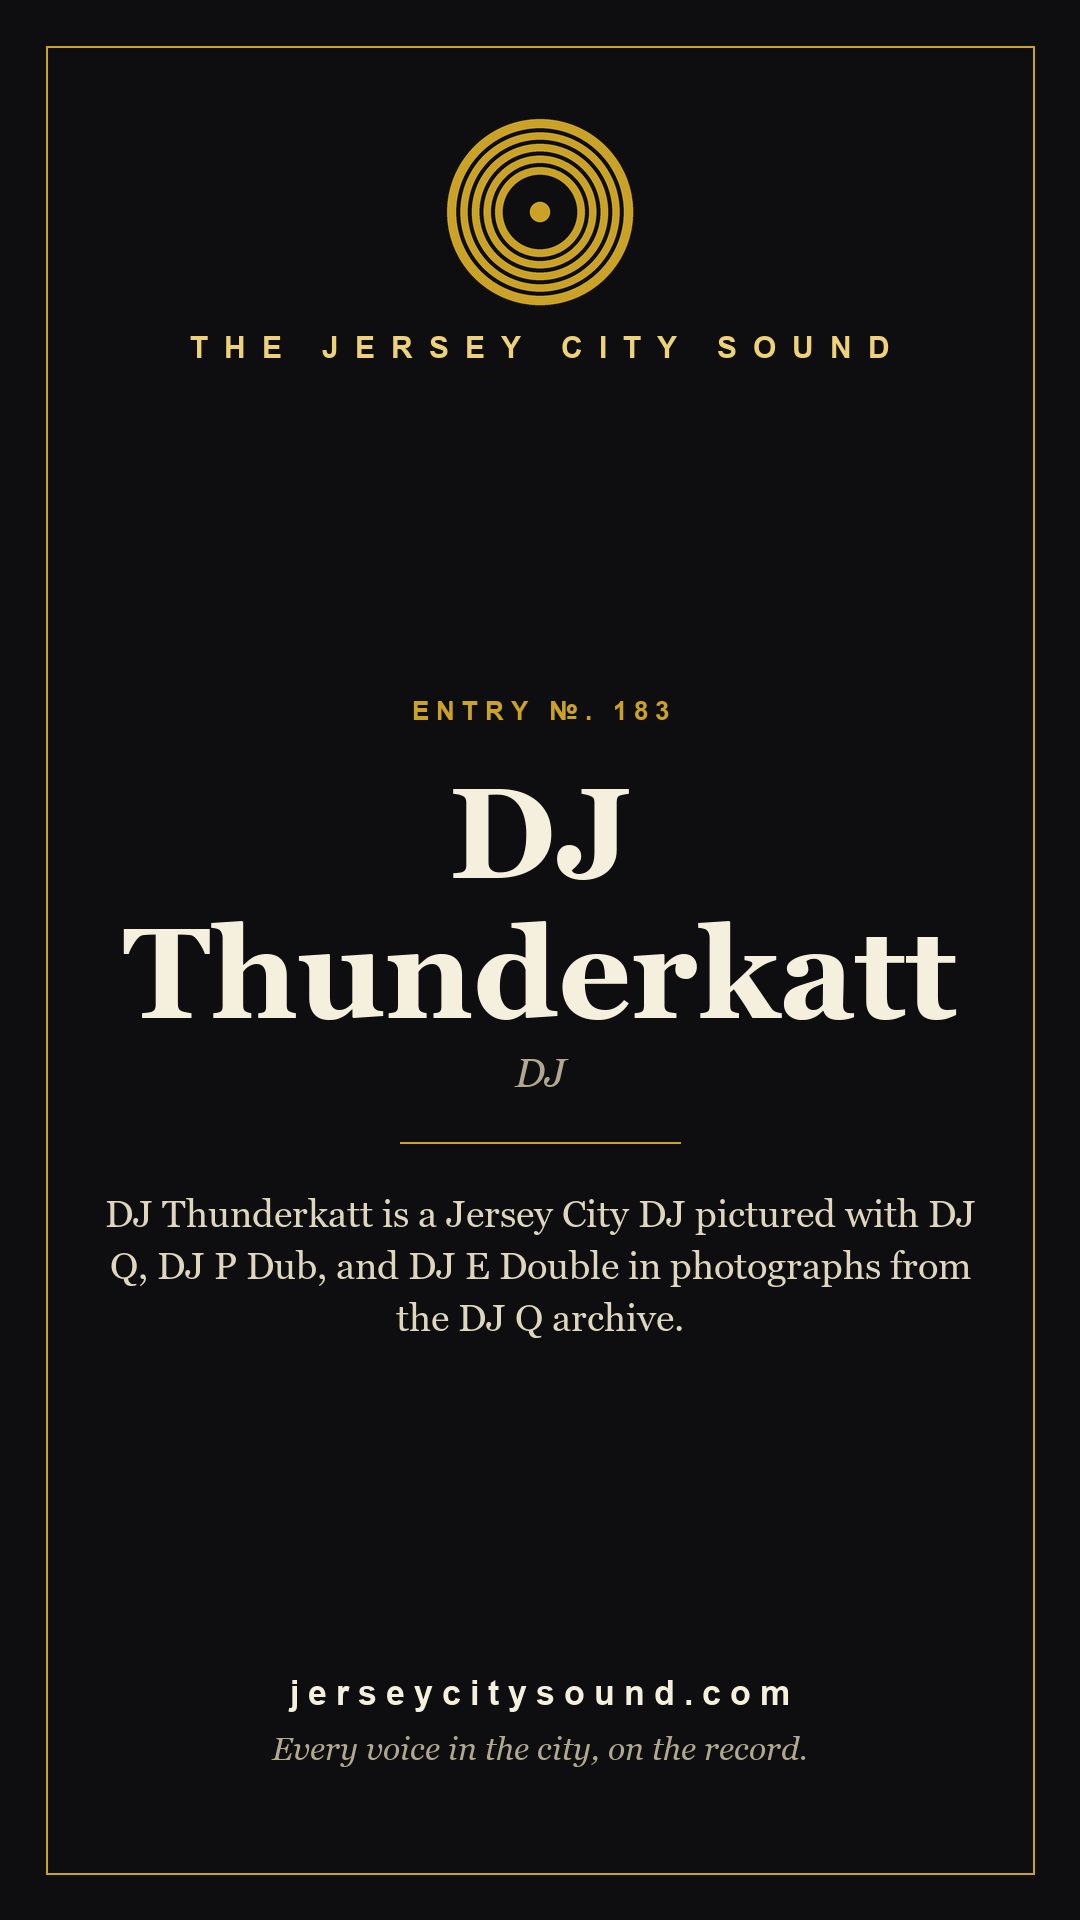 THE JERSEY CITY SOUND
ENTRY №. 183
DJ
Thunderkatt
DJ
DJ Thunderkatt is a Jersey City DJ pictured with DJ
Q, DJ P Dub, and DJ E Double in photographs from
the DJ Q archive.
jerseycitysound.com
Every voice in the city, on the record.